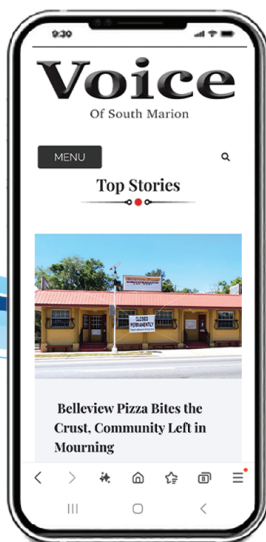 9:30
Voice
Of South Marion
MENU
Top Stories
CLOSED
PERMANENTLY
Belleview Pizza Bites the
Crust, Community Left in
Mourning